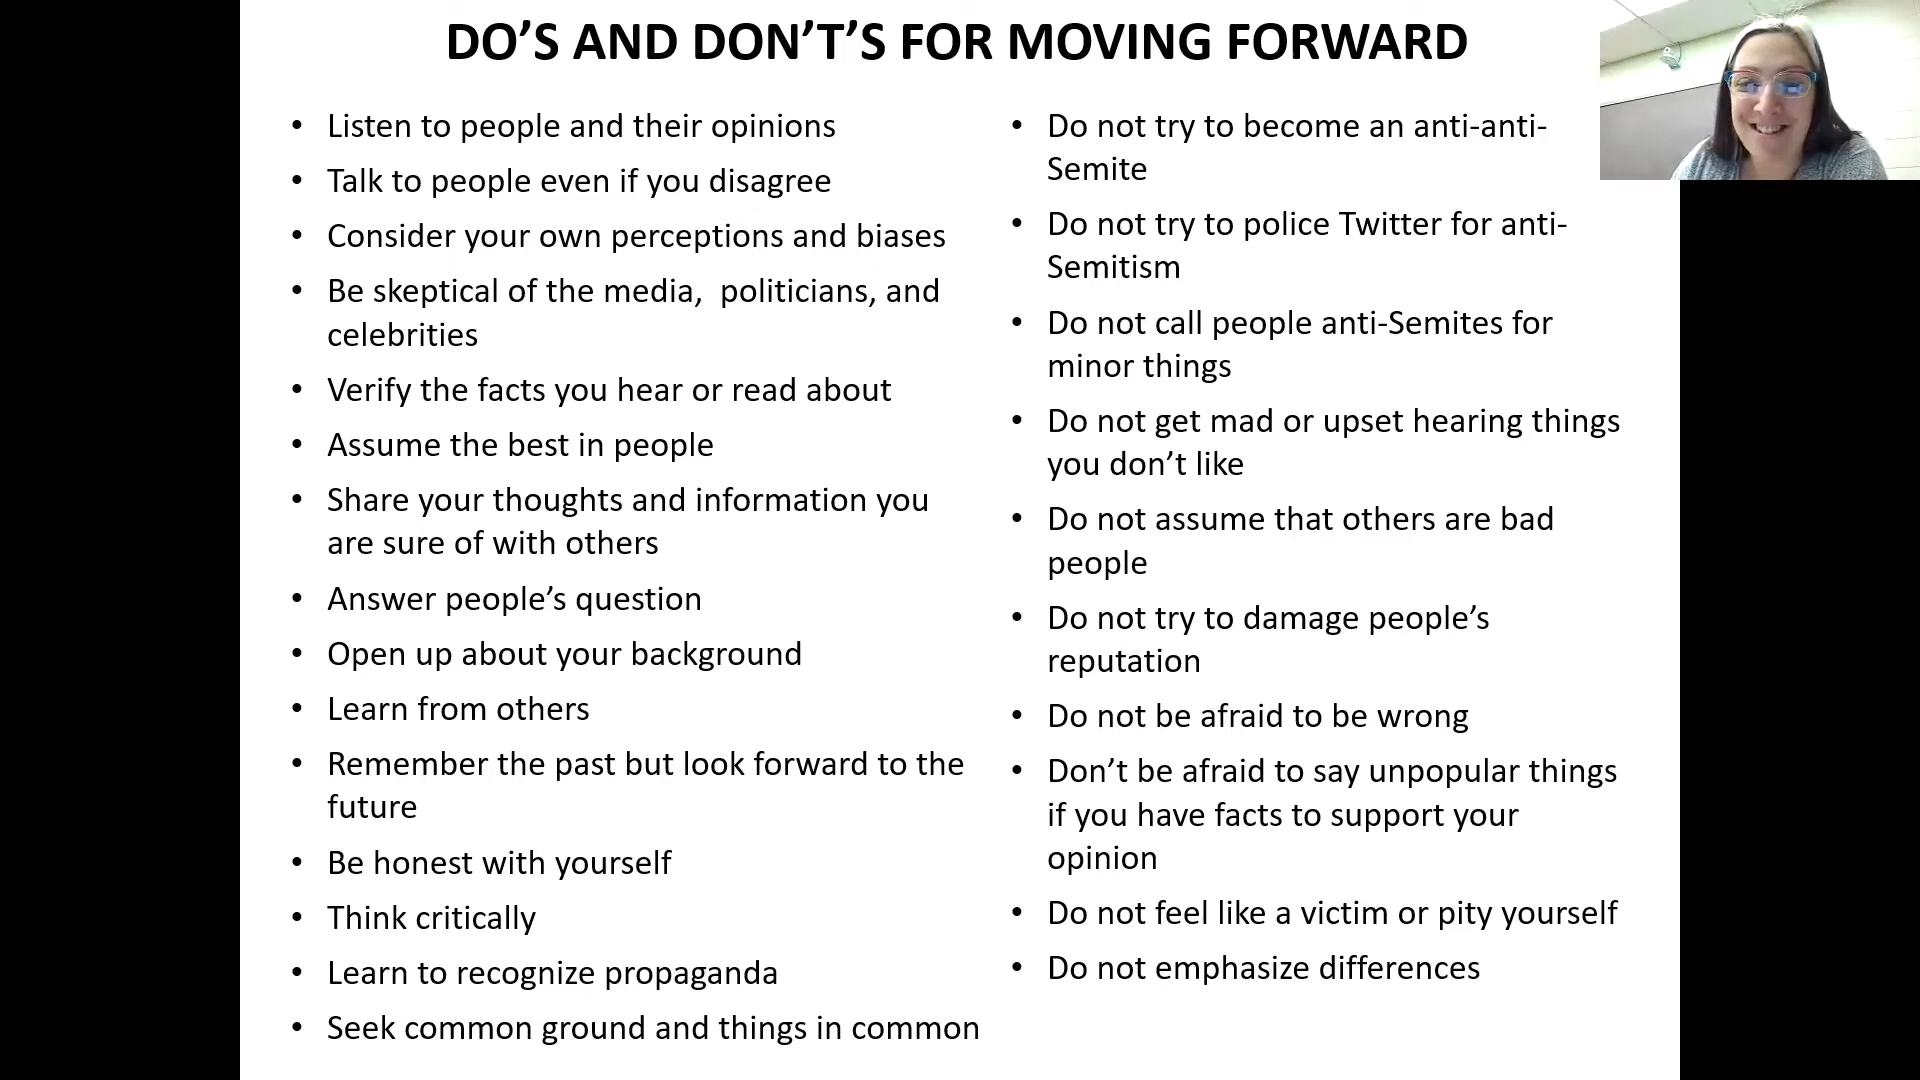 DO’S AND DON’T’S FOR MOVING FORWARD
• Listen to people and their opinions
• Talk to people even if you disagree
• Consider your own perceptions and biases
• Be skeptical of the media,  politicians, and
celebrities
• Verify the facts you hear or read about
• Assume the best in people
• Share your thoughts and information you
are sure of with others
• Answer people’s question
• Open up about your background
• Learn from others
• Remember the past but look forward to the
future
• Be honest with yourself
• Think critically
• Learn to recognize propaganda
• Seek common ground and things in common
• Do not try to become an anti-anti-
Semite
• Do not try to police Twitter for anti-
Semitism
• Do not call people anti-Semites for
minor things
• Do not get mad or upset hearing things
you don’t like
• Do not assume that others are bad
people
• Do not try to damage people’s
reputation
• Do not be afraid to be wrong
• Don’t be afraid to say unpopular things
if you have facts to support your
opinion
• Do not feel like a victim or pity yourself
• Do not emphasize differences